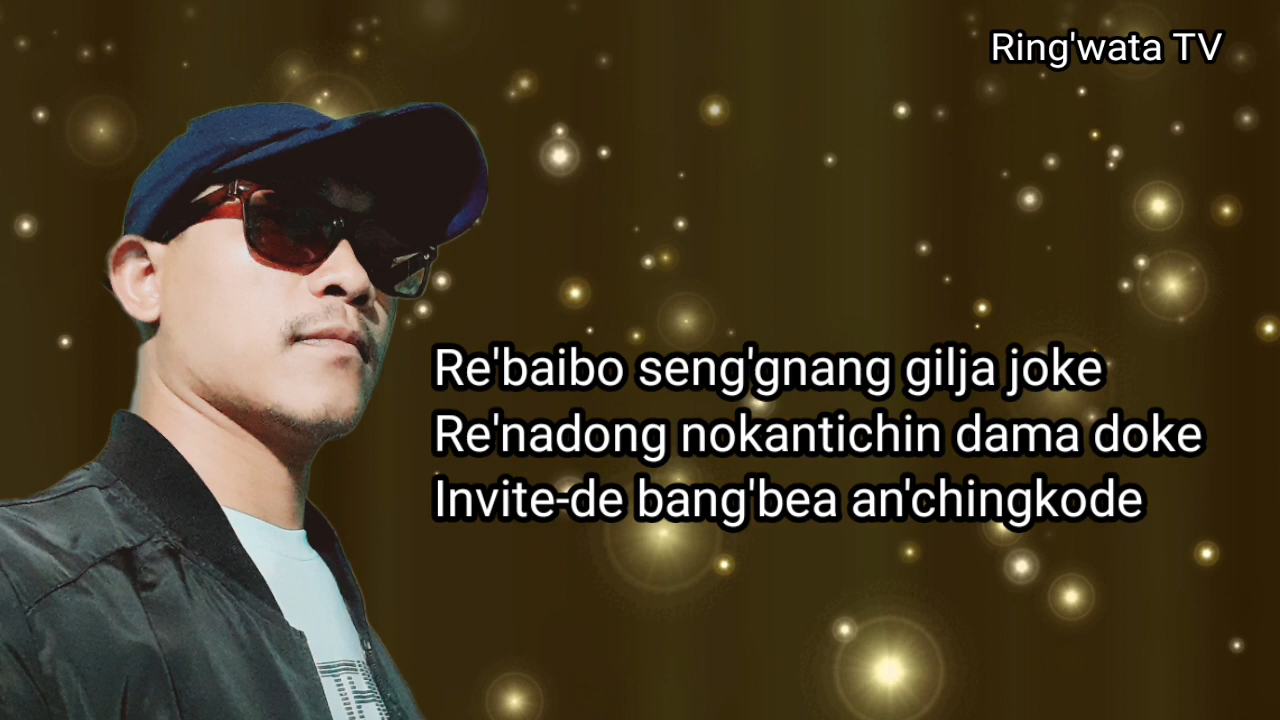 Ring'wata TV
Re'baibo seng'gnang gilja joke
Re'nadong nokantichin dama doke
Invite-de bang'bea an'chingkode